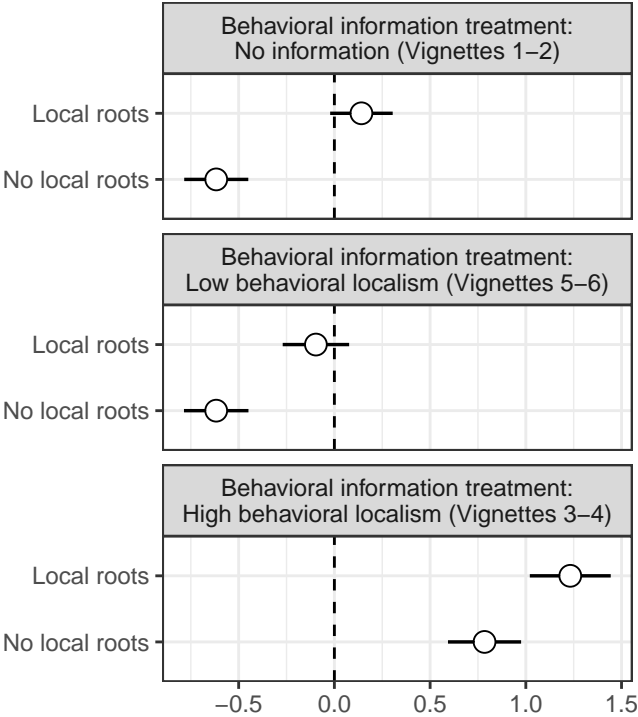 Behavioral information treatment:
No information (Vignettes 1−2)
Local roots
No local roots
Behavioral information treatment:
Low behavioral localism (Vignettes 5−6)
Local roots
No local roots
Behavioral information treatment:
High behavioral localism (Vignettes 3−4)
Local roots
No local roots
−0.5 0.0 0.5 1.0 1.5